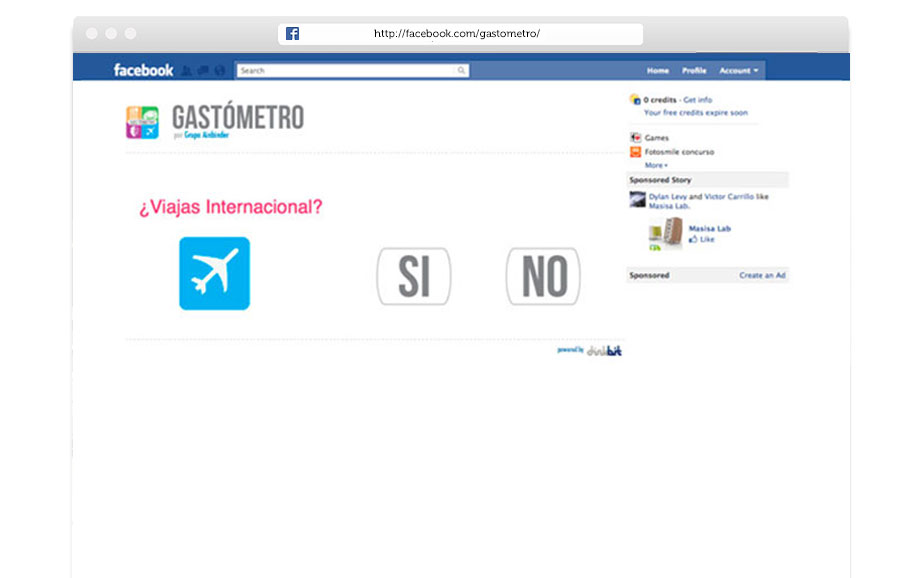 http://facebook.com/gastometro/
facebook
Search
Home Profile Account
GASTÓMETRO
por Grupo Anbinder
¿Viajas Internacional?
SI
NO
powered by dinkbit
0 credits - Get info
Your free credits expire soon
Games
Fotosmile concurso
More
Sponsored Story
Dylan Levy and Victor Carrillo like
Masisa Lab.
Masisa Lab
Like
Sponsored
Create an Ad